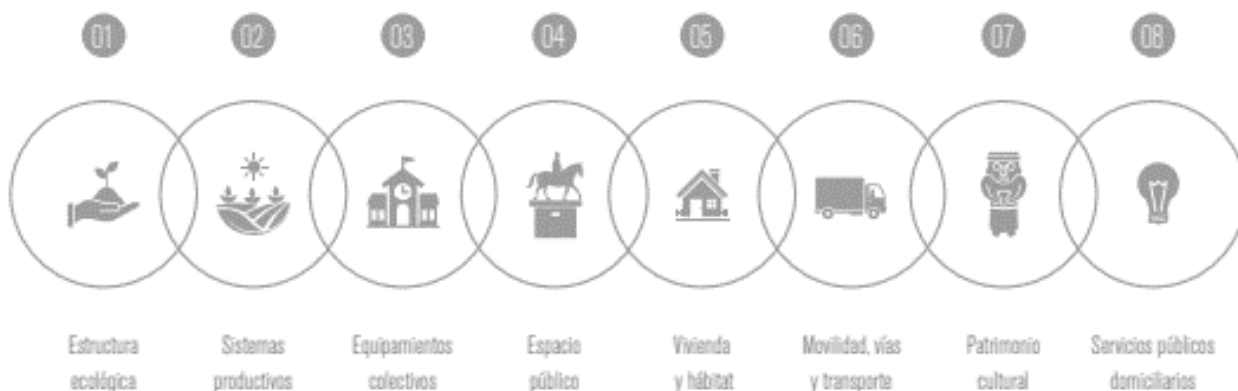 01 02 03 04 05 06 07 08
Estructura
ecológica
Sistemas
productivos
Equipamientos
colectivos
Espacio
público
Vivienda
y hábitat
Movilidad, vías
y transporte
Patrimonio
cultural
Servicios públicos
domiciliarios